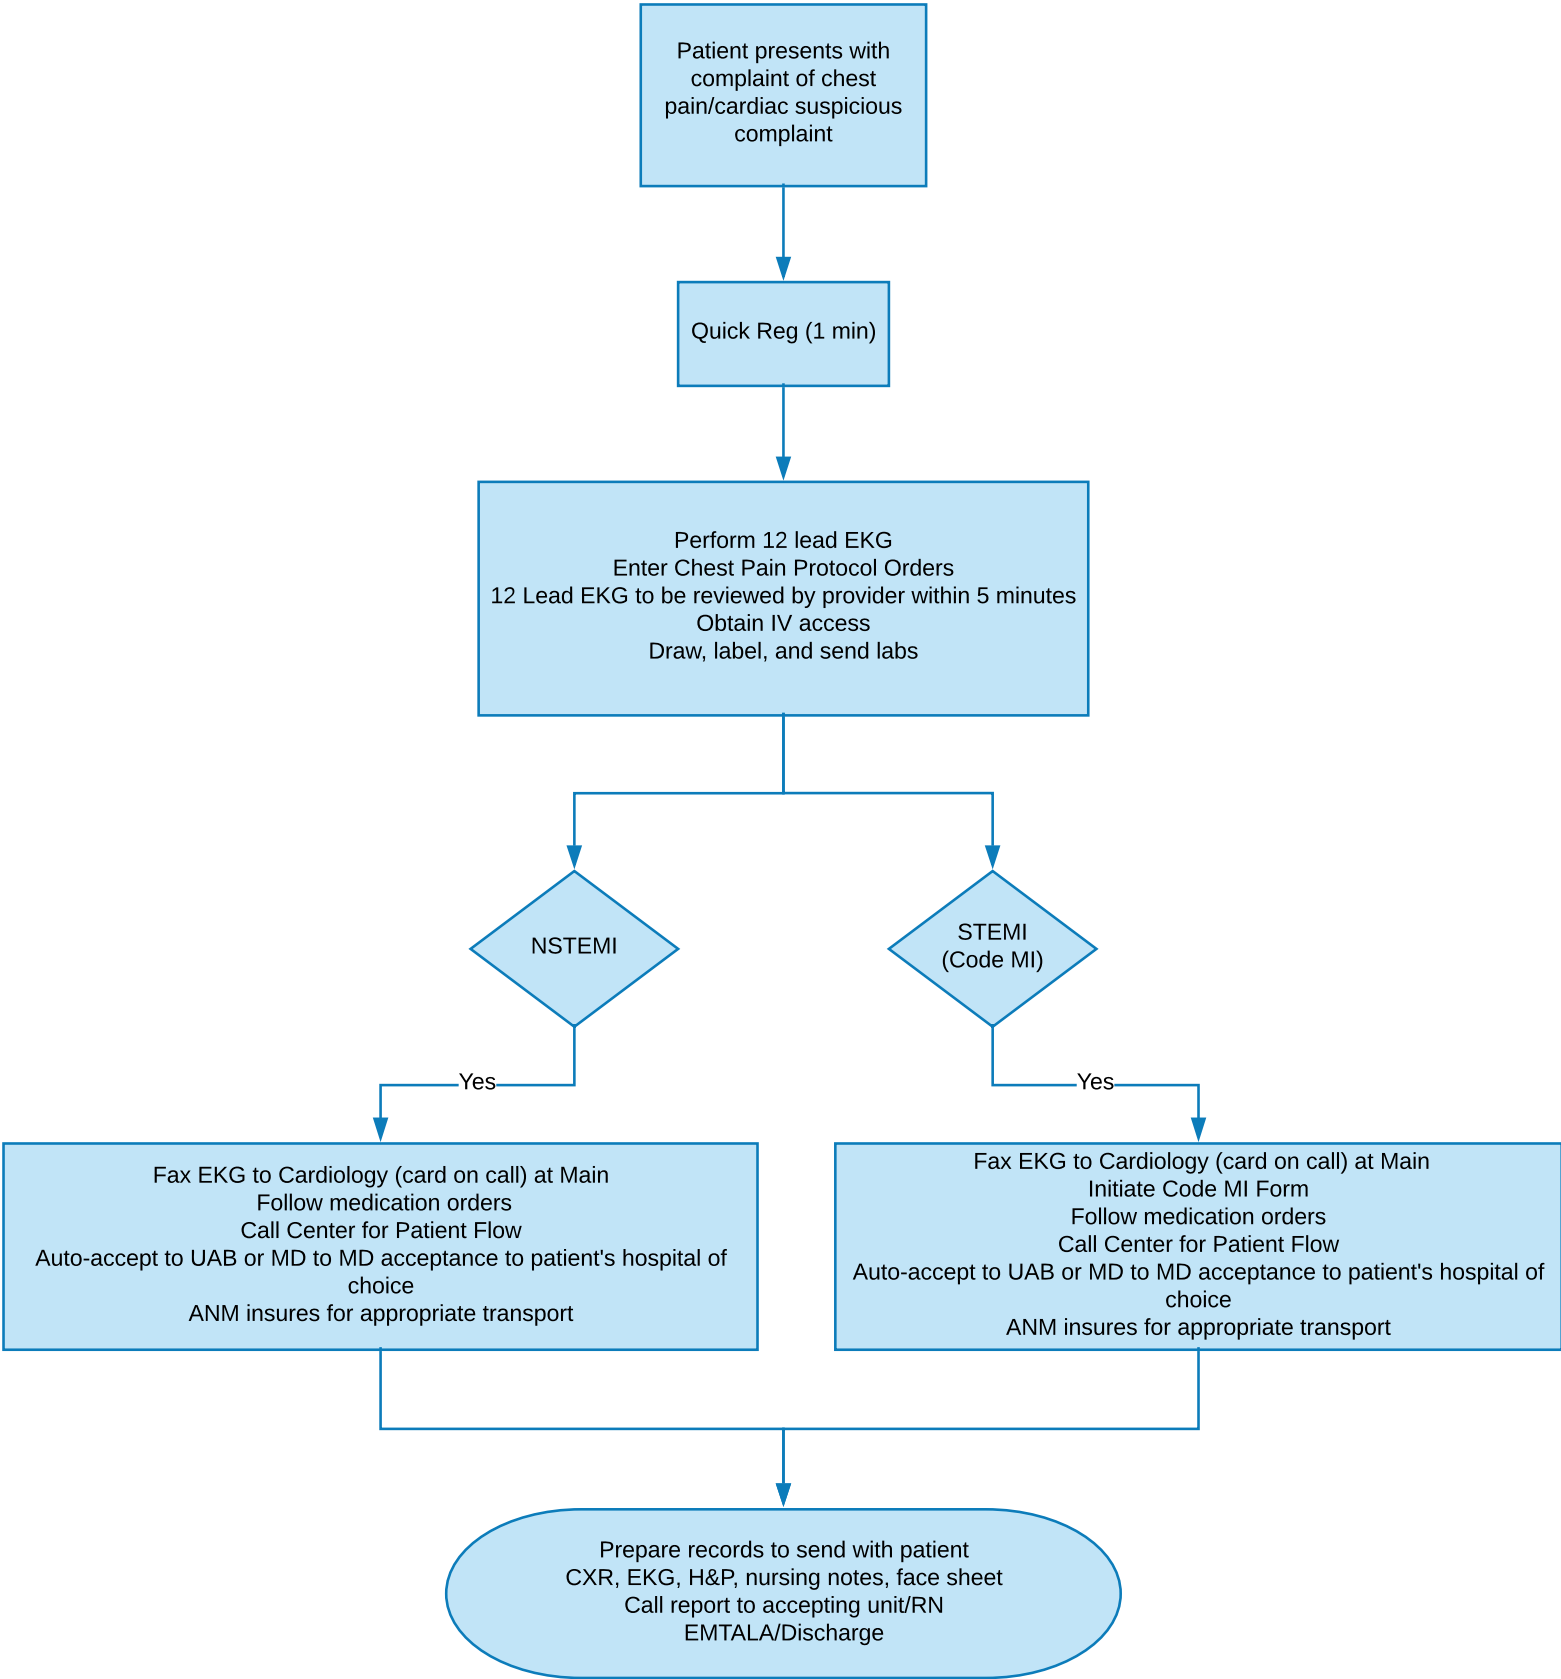 Patient presents with
complaint of chest
pain/cardiac suspicious
complaint
Quick Reg (1 min)
Perform 12 lead EKG
Enter Chest Pain Protocol Orders
12 Lead EKG to be reviewed by provider within 5 minutes
Obtain IV access
Draw, label, and send labs
NSTEMI
STEMI
(Code MI)
Yes
Yes
Fax EKG to Cardiology (card on call) at Main
Follow medication orders
Call Center for Patient Flow
Auto-accept to UAB or MD to MD acceptance to patient's hospital of
choice
ANM insures for appropriate transport
Fax EKG to Cardiology (card on call) at Main
Initiate Code MI Form
Follow medication orders
Call Center for Patient Flow
Auto-accept to UAB or MD to MD acceptance to patient's hospital of
choice
ANM insures for appropriate transport
Prepare records to send with patient
CXR, EKG, H&P, nursing notes, face sheet
Call report to accepting unit/RN
EMTALA/Discharge